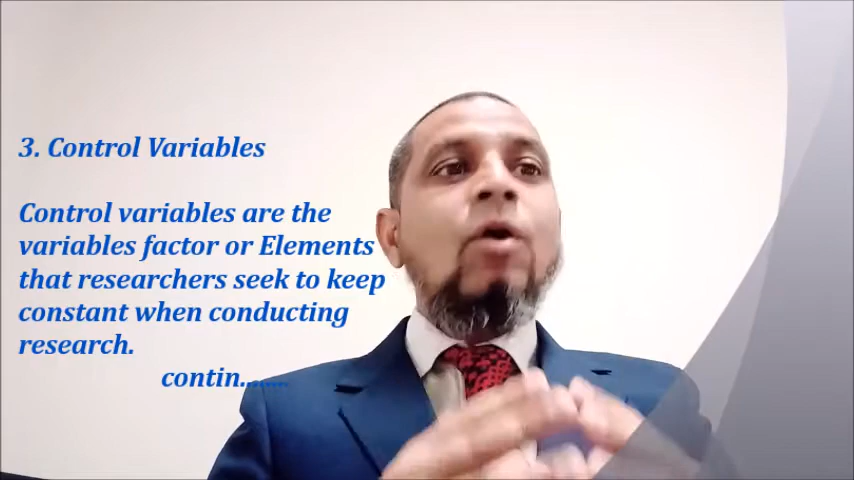 3. Control Variables
Control variables are the
variables factor or Elements
that researchers seek to keep
constant when conducting
research.
contin........